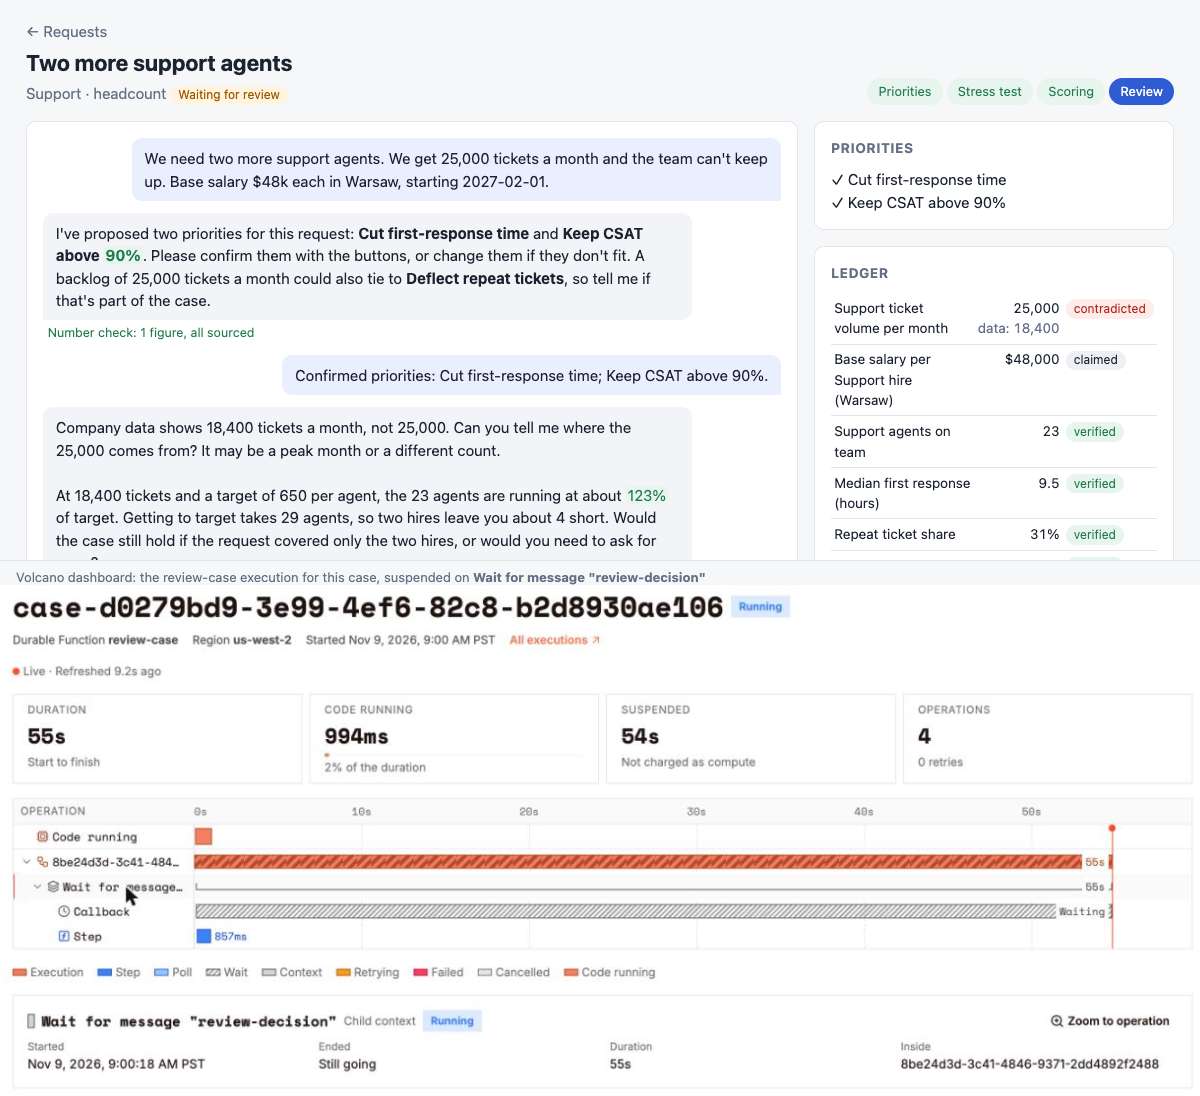 ← Requests
Two more support agents
Support · headcount Waiting for review
Priorities
Stress test
Scoring
Review
We need two more support agents. We get 25,000 tickets a month and the team can't keep
up. Base salary $48k each in Warsaw, starting 2027-02-01.
I've proposed two priorities for this request: Cut first-response time and Keep CSAT
above 90%. Please confirm them with the buttons, or change them if they don't fit. A
backlog of 25,000 tickets a month could also tie to Deflect repeat tickets, so tell me if
that's part of the case.
Number check: 1 figure, all sourced
Confirmed priorities: Cut first-response time; Keep CSAT above 90%.
Company data shows 18,400 tickets a month, not 25,000. Can you tell me where the
25,000 comes from? It may be a peak month or a different count.
At 18,400 tickets and a target of 650 per agent, the 23 agents are running at about 123%
of target. Getting to target takes 29 agents, so two hires leave you about 4 short. Would
the case still hold if the request covered only the two hires, or would you need to ask for
PRIORITIES
✓ Cut first-response time
✓ Keep CSAT above 90%
LEDGER
Support ticket 25,000 contradicted
volume per month data: 18,400
Base salary per $48,000 claimed
Support hire
(Warsaw)
Support agents on 23 verified
team
Median first response 9.5 verified
(hours)
Repeat ticket share 31% verified
Volcano dashboard: the review-case execution for this case, suspended on Wait for message "review-decision"
case-d0279bd9-3e99-4ef6-82c8-b2d8930ae106 Running
Durable Function review-case Region us-west-2 Started Nov 9, 2026, 9:00 AM PST All executions ↗
Live · Refreshed 9.2s ago
DURATION
55s
Start to finish
CODE RUNNING
994ms
2% of the duration
SUSPENDED
54s
Not charged as compute
OPERATIONS
4
0 retries
OPERATION 0s 10s 20s 30s 40s 50s
Code running
8be24d3d-3c41-484… 55s
Wait for message… 55s
Callback Waiting
Step 857ms
Execution Step Poll Wait Context Retrying Failed Cancelled Code running
Wait for message "review-decision" Child context Running
Zoom to operation
Started Ended Duration Inside
Nov 9, 2026, 9:00:18 AM PST Still going 55s 8be24d3d-3c41-4846-9371-2dd4892f2488